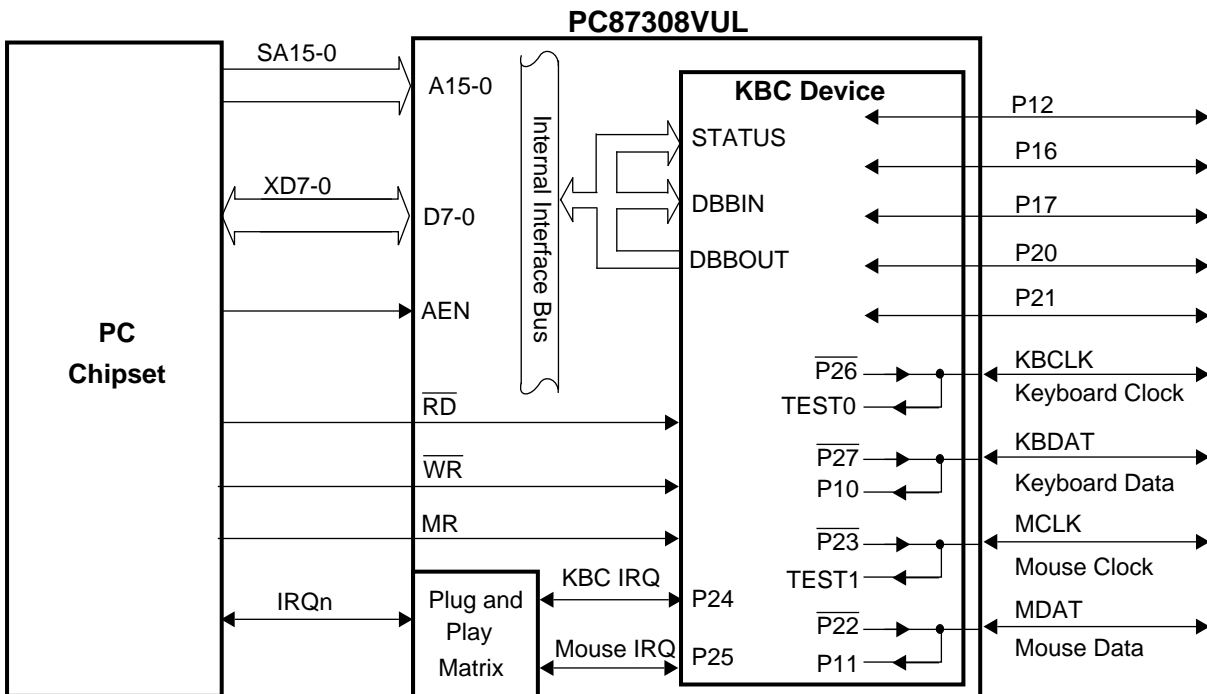 PC87308VUL
SA15-0
A15-0
XD7-0
D7-0
AEN
PC
Chipset
RD
WR
MR
IRQn
Internal Interface Bus
Plug and
Play
Matrix
KBC IRQ
Mouse IRQ
KBC Device
STATUS
DBBIN
DBBOUT
P24
P25
P26
TEST0
P27
P10
P23
TEST1
P22
P11
P12
P16
P17
P20
P21
KBCLK
Keyboard Clock
KBDAT
Keyboard Data
MCLK
Mouse Clock
MDAT
Mouse Data